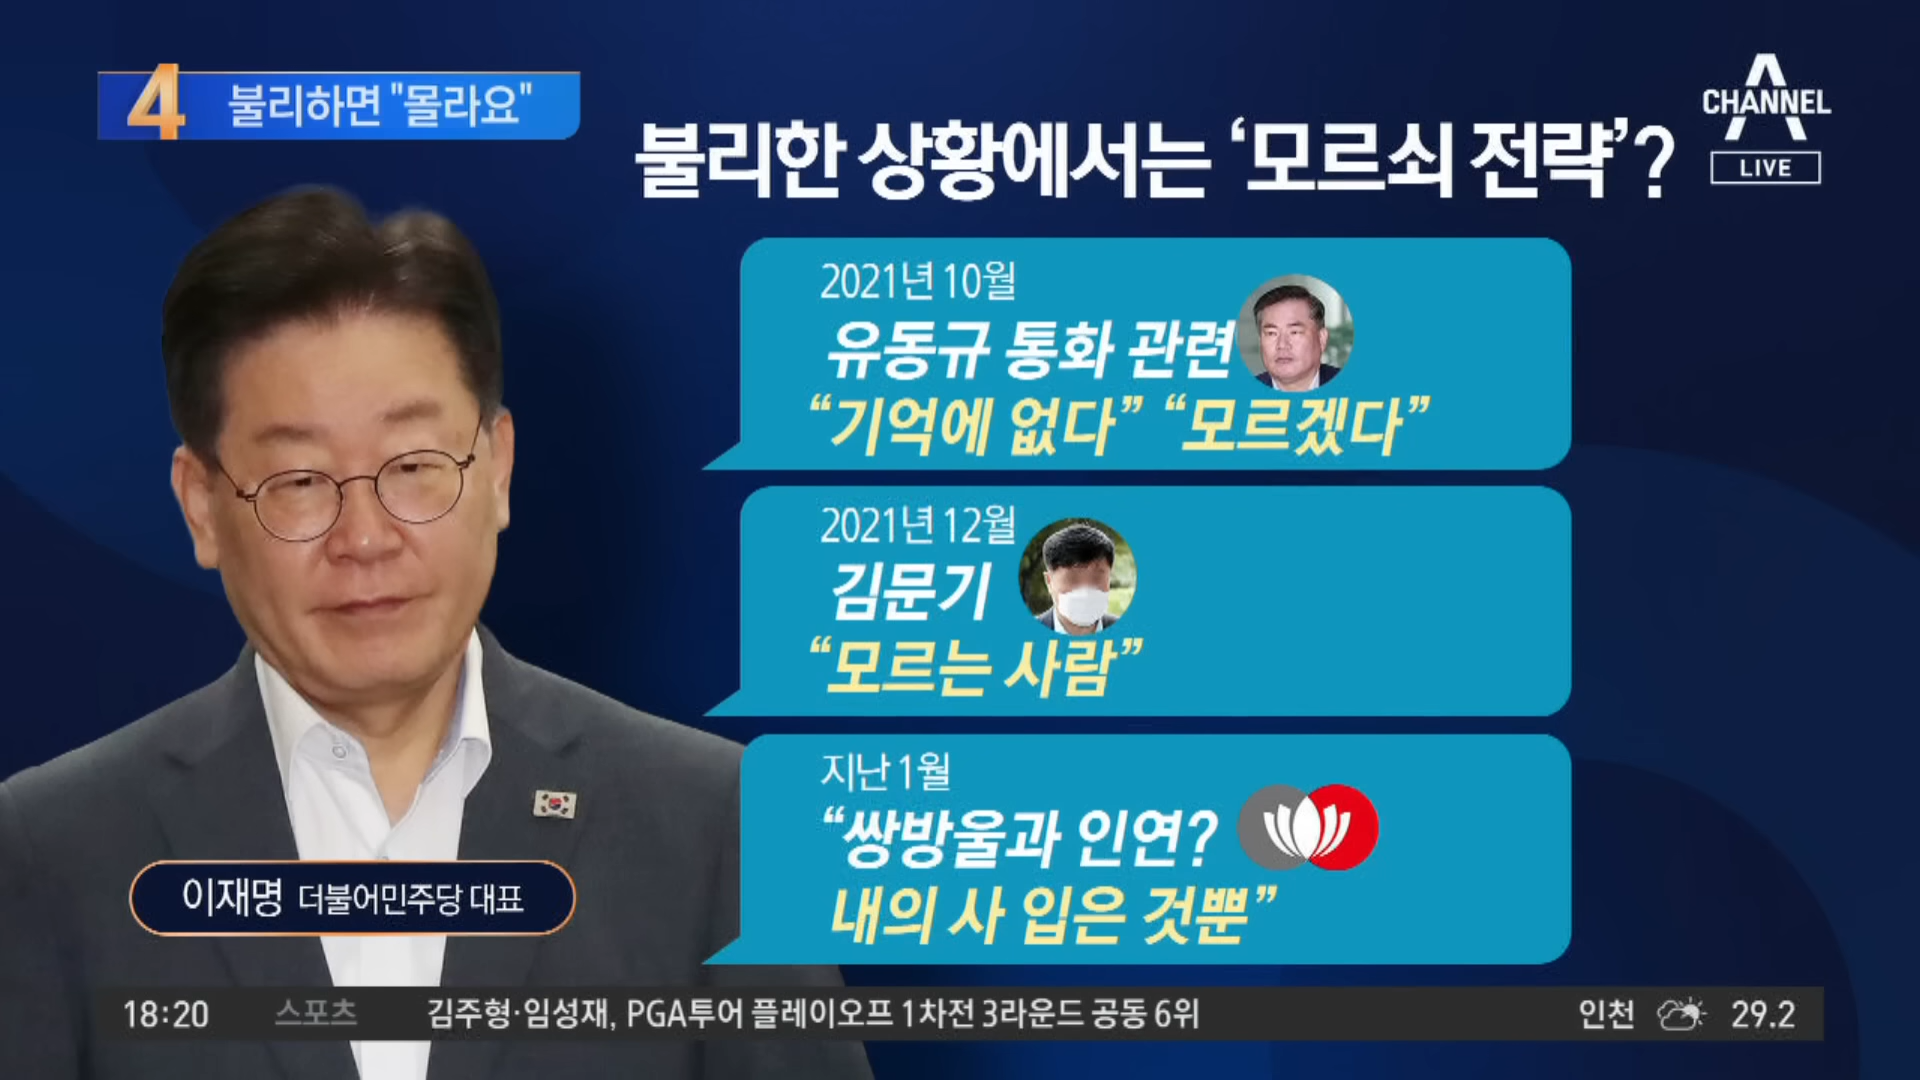 4 불리하면 "몰라요"
불리한 상황에서는 ‘모르쇠 전략’?
CHANNEL A
LIVE
2021년 10월
유동규 통화 관련
“기억에 없다” “모르겠다”
2021년 12월
김문기
“모르는 사람”
지난 1월
“쌍방울과 인연?
내의 사 입은 것뿐”
이재명 더불어민주당 대표
18:20 스포츠 김주형·임성재, PGA투어 플레이오프 1차전 3라운드 공동 6위 인천 29.2